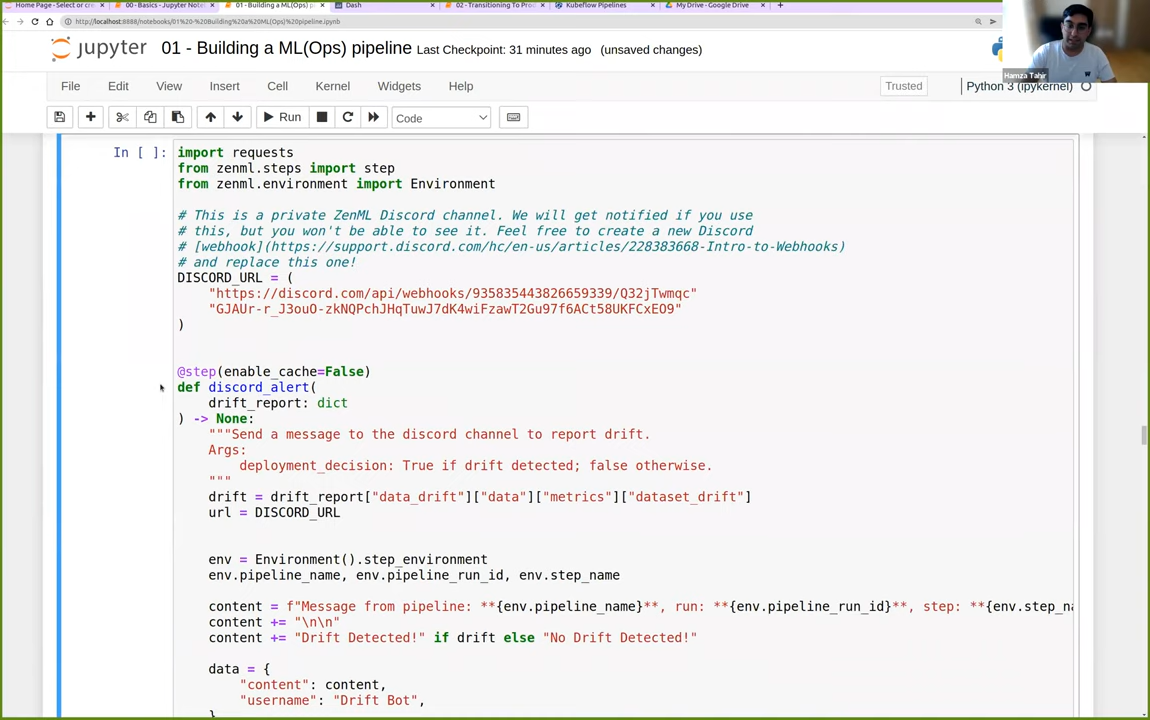 Home Page - Select or cre
00 - Basics - Jupyter Notel
01 - Building a ML(Ops) p
Dash
02 - Transitioning To Prod
Kubeflow Pipelines
My Drive - Google Drive
http://localhost:8888/notebooks/01%20-%20Building%20a%20ML(Ops)%20pipeline.ipynb
jupyter 01 - Building a ML(Ops) pipeline Last Checkpoint: 31 minutes ago (unsaved changes)
Hamza Tahir
File Edit View Insert Cell Kernel Widgets Help
Trusted
Python 3 (ipykernel)
Run
Code
In [ ]:
import requests
from zenml.steps import step
from zenml.environment import Environment
# This is a private ZenML Discord channel. We will get notified if you use
# this, but you won't be able to see it. Feel free to create a new Discord
# [webhook](https://support.discord.com/hc/en-us/articles/228383668-Intro-to-Webhooks)
# and replace this one!
DISCORD_URL = (
"https://discord.com/api/webhooks/935835443826659339/Q32jTwmqc"
"GJAUr-r_J3ouO-zkNQPchJHqTuwJ7dK4wiFzawT2Gu97f6ACt58UKFCxEO9"
)
@step(enable_cache=False)
def discord_alert(
drift_report: dict
) -> None:
"""Send a message to the discord channel to report drift.
Args:
deployment_decision: True if drift detected; false otherwise.
"""
drift = drift_report["data_drift"]["data"]["metrics"]["dataset_drift"]
url = DISCORD_URL
env = Environment().step_environment
env.pipeline_name, env.pipeline_run_id, env.step_name
content = f"Message from pipeline: **{env.pipeline_name}**, run: **{env.pipeline_run_id}**, step: **{env.step_na
content += "\n\n"
content += "Drift Detected!" if drift else "No Drift Detected!"
data = {
"content": content,
"username": "Drift Bot",
}